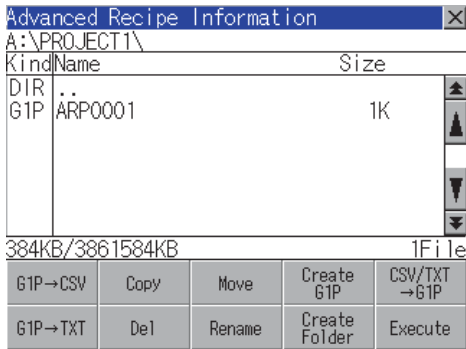 Advanced Recipe Information
A:\PROJECT1\
Kind Name Size
DIR ..
G1P ARP0001 1K
384KB/3861584KB 1File
G1P→CSV Copy Move Create G1P CSV/TXT →G1P
G1P→TXT Del Rename Create Folder Execute